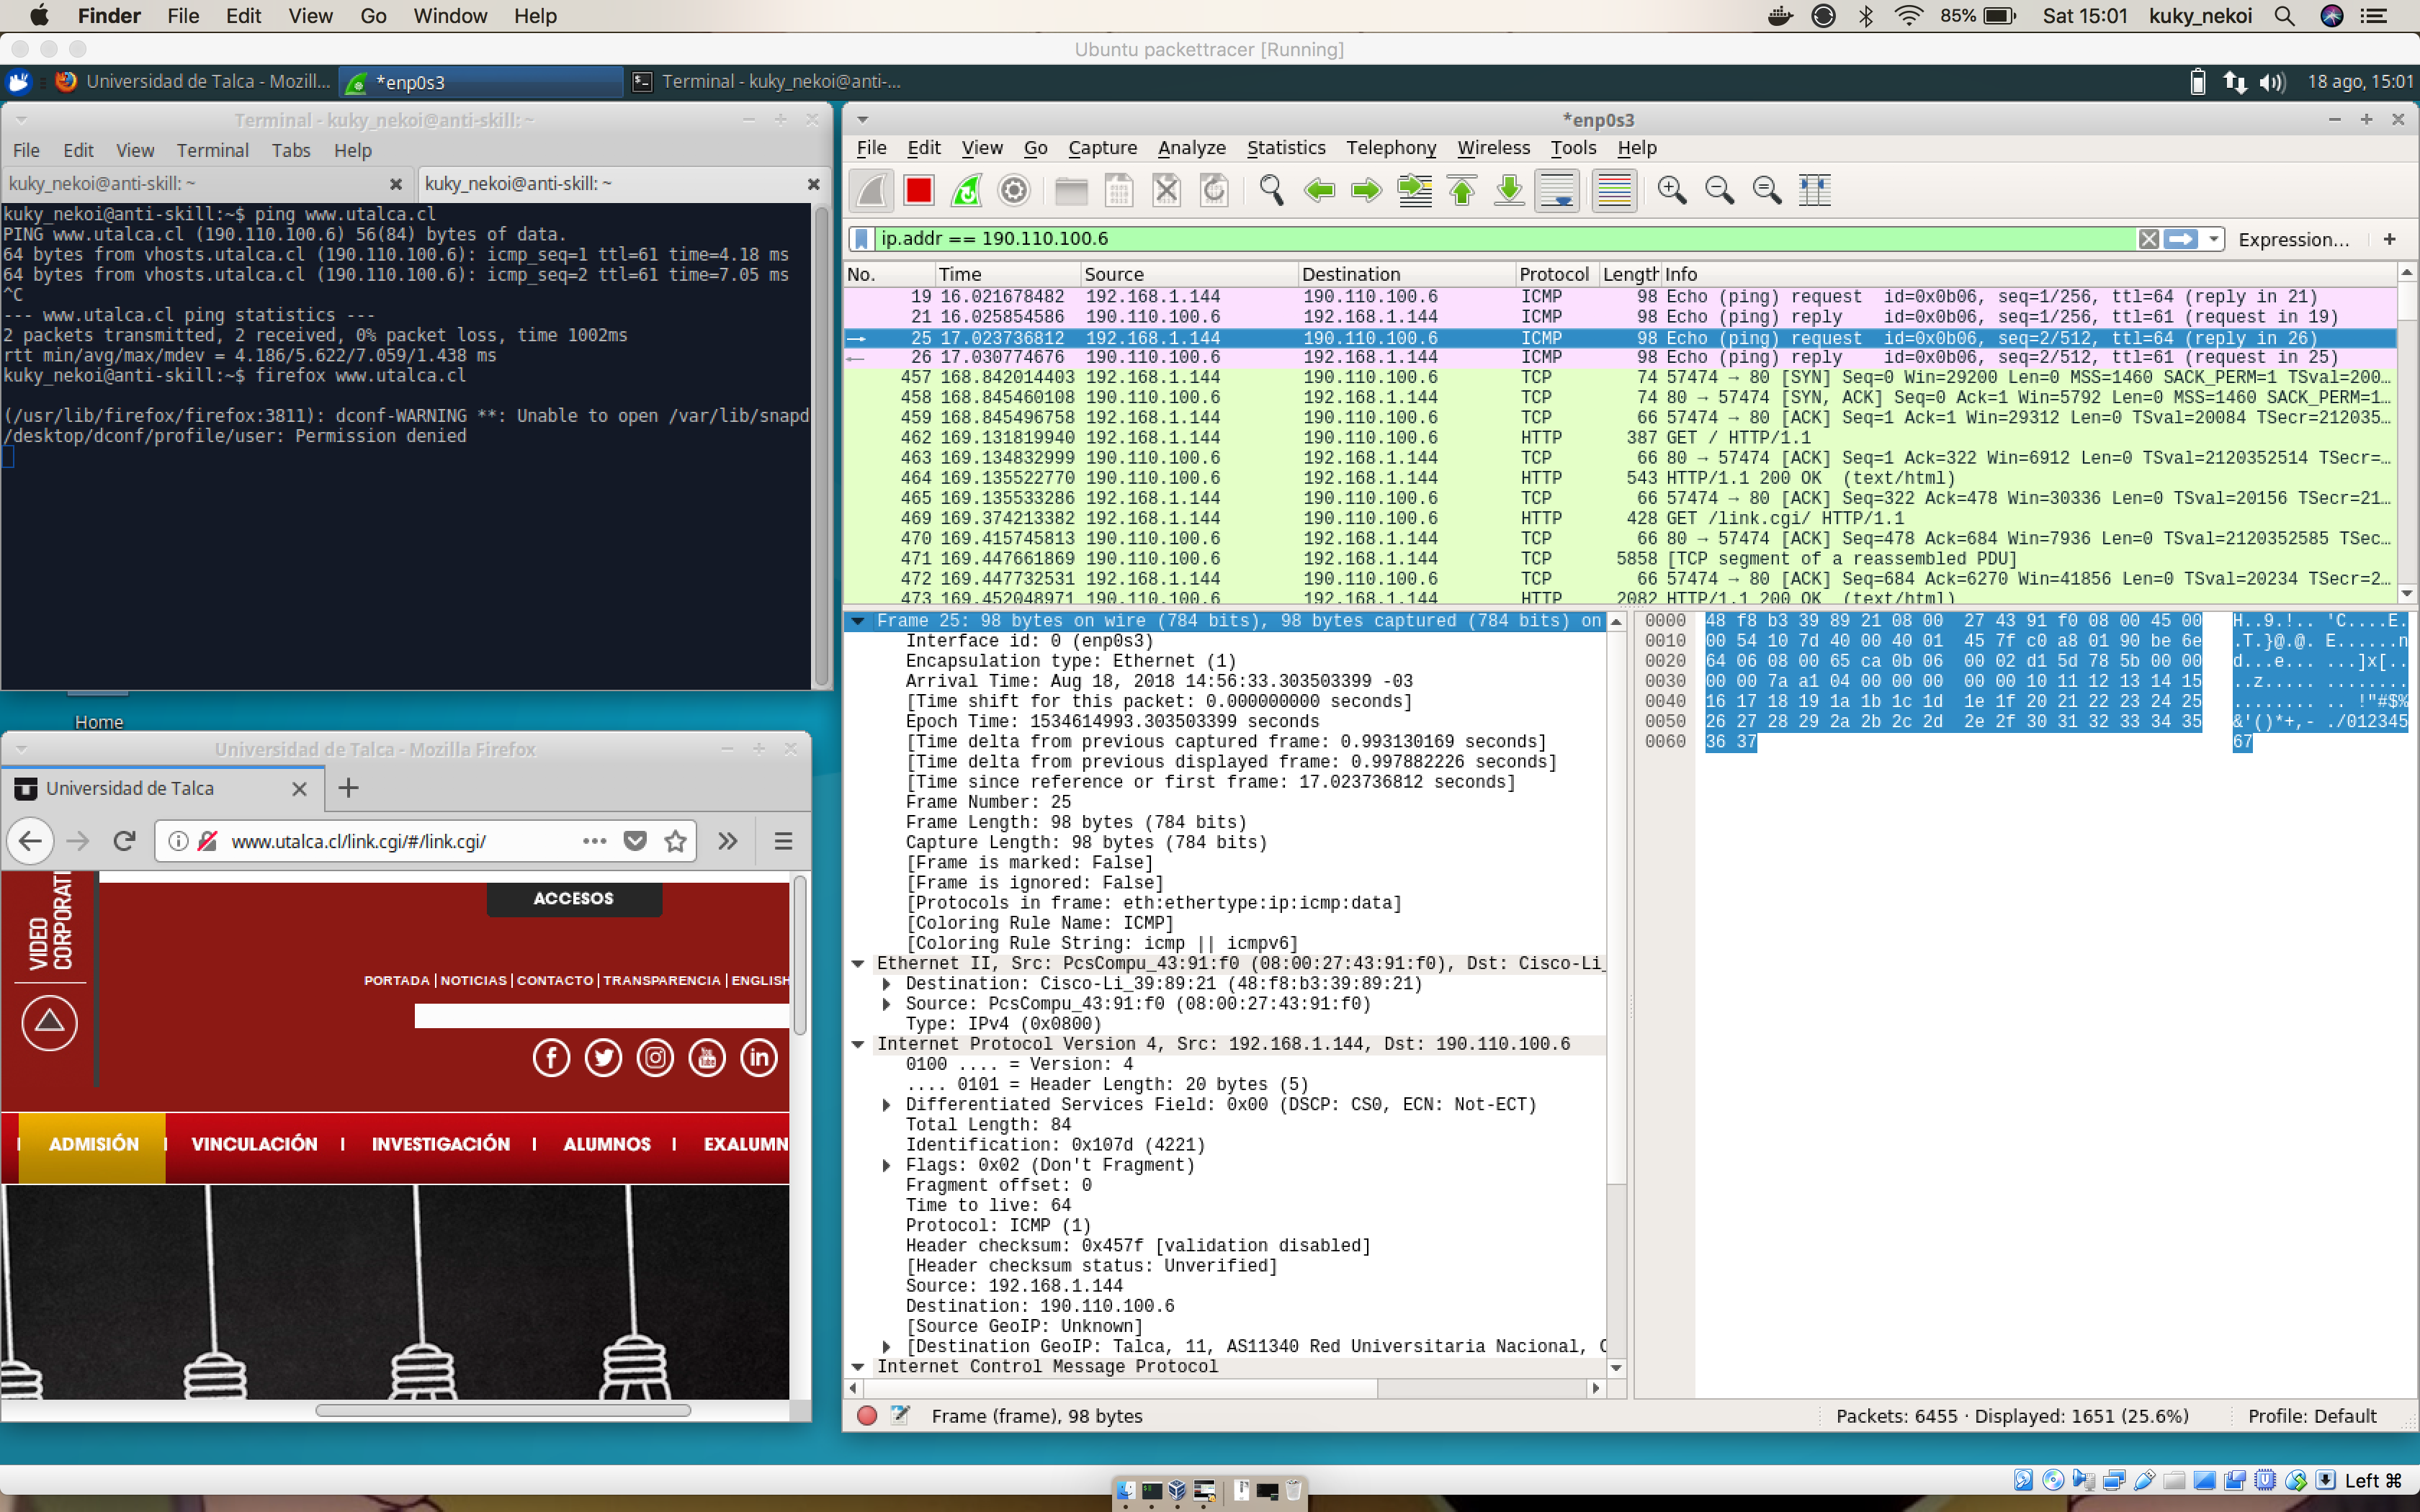 Finder File Edit View Go Window Help
85% Sat 15:01 kuky_nekoi
Ubuntu packettracer [Running]
Universidad de Talca - Mozill... *enp0s3 Terminal - kuky_nekoi@anti-...
18 ago, 15:01
Terminal - kuky_nekoi@anti-skill: ~
File Edit View Terminal Tabs Help
kuky_nekoi@anti-skill: ~
kuky_nekoi@anti-skill: ~
kuky_nekoi@anti-skill:~$ ping www.utalca.cl
PING www.utalca.cl (190.110.100.6) 56(84) bytes of data.
64 bytes from vhosts.utalca.cl (190.110.100.6): icmp_seq=1 ttl=61 time=4.18 ms
64 bytes from vhosts.utalca.cl (190.110.100.6): icmp_seq=2 ttl=61 time=7.05 ms
^C
--- www.utalca.cl ping statistics ---
2 packets transmitted, 2 received, 0% packet loss, time 1002ms
rtt min/avg/max/mdev = 4.186/5.622/7.059/1.438 ms
kuky_nekoi@anti-skill:~$ firefox www.utalca.cl
(/usr/lib/firefox/firefox:3811): dconf-WARNING **: Unable to open /var/lib/snapd
/desktop/dconf/profile/user: Permission denied
Home
Universidad de Talca - Mozilla Firefox
Universidad de Talca
www.utalca.cl/link.cgi/#/link.cgi/
VIDEO
CORPORATI
ACCESOS
PORTADA | NOTICIAS | CONTACTO | TRANSPARENCIA | ENGLISH
ADMISIÓN | VINCULACIÓN | INVESTIGACIÓN | ALUMNOS | EXALUMN
*enp0s3
File Edit View Go Capture Analyze Statistics Telephony Wireless Tools Help
ip.addr == 190.110.100.6
Expression... +
No. Time Source Destination Protocol Length Info
19 16.021678482 192.168.1.144 190.110.100.6 ICMP 98 Echo (ping) request id=0x0b06, seq=1/256, ttl=64 (reply in 21)
21 16.025854586 190.110.100.6 192.168.1.144 ICMP 98 Echo (ping) reply id=0x0b06, seq=1/256, ttl=61 (request in 19)
25 17.023736812 192.168.1.144 190.110.100.6 ICMP 98 Echo (ping) request id=0x0b06, seq=2/512, ttl=64 (reply in 26)
26 17.030774676 190.110.100.6 192.168.1.144 ICMP 98 Echo (ping) reply id=0x0b06, seq=2/512, ttl=61 (request in 25)
457 168.842014403 192.168.1.144 190.110.100.6 TCP 74 57474 → 80 [SYN] Seq=0 Win=29200 Len=0 MSS=1460 SACK_PERM=1 TSval=200...
458 168.845460108 190.110.100.6 192.168.1.144 TCP 74 80 → 57474 [SYN, ACK] Seq=0 Ack=1 Win=5792 Len=0 MSS=1460 SACK_PERM=1...
459 168.845496758 192.168.1.144 190.110.100.6 TCP 66 57474 → 80 [ACK] Seq=1 Ack=1 Win=29312 Len=0 TSval=20084 TSecr=212035...
462 169.131819940 192.168.1.144 190.110.100.6 HTTP 387 GET / HTTP/1.1
463 169.134832999 190.110.100.6 192.168.1.144 TCP 66 80 → 57474 [ACK] Seq=1 Ack=322 Win=6912 Len=0 TSval=2120352514 TSecr=...
464 169.135522770 190.110.100.6 192.168.1.144 HTTP 543 HTTP/1.1 200 OK (text/html)
465 169.135533286 192.168.1.144 190.110.100.6 TCP 66 57474 → 80 [ACK] Seq=322 Ack=478 Win=30336 Len=0 TSval=20156 TSecr=21...
469 169.374213382 192.168.1.144 190.110.100.6 HTTP 428 GET /link.cgi/ HTTP/1.1
470 169.415745813 190.110.100.6 192.168.1.144 TCP 66 80 → 57474 [ACK] Seq=478 Ack=684 Win=7936 Len=0 TSval=2120352585 TSec...
471 169.447661869 190.110.100.6 192.168.1.144 TCP 5858 [TCP segment of a reassembled PDU]
472 169.447732531 192.168.1.144 190.110.100.6 TCP 66 57474 → 80 [ACK] Seq=684 Ack=6270 Win=41856 Len=0 TSval=20234 TSecr=2...
473 169.452048971 190.110.100.6 192.168.1.144 HTTP 2082 HTTP/1.1 200 OK (text/html)
Frame 25: 98 bytes on wire (784 bits), 98 bytes captured (784 bits) on
Interface id: 0 (enp0s3)
Encapsulation type: Ethernet (1)
Arrival Time: Aug 18, 2018 14:56:33.303503399 -03
[Time shift for this packet: 0.000000000 seconds]
Epoch Time: 1534614993.303503399 seconds
[Time delta from previous captured frame: 0.993130169 seconds]
[Time delta from previous displayed frame: 0.997882226 seconds]
[Time since reference or first frame: 17.023736812 seconds]
Frame Number: 25
Frame Length: 98 bytes (784 bits)
Capture Length: 98 bytes (784 bits)
[Frame is marked: False]
[Frame is ignored: False]
[Protocols in frame: eth:ethertype:ip:icmp:data]
[Coloring Rule Name: ICMP]
[Coloring Rule String: icmp || icmpv6]
Ethernet II, Src: PcsCompu_43:91:f0 (08:00:27:43:91:f0), Dst: Cisco-Li_
Destination: Cisco-Li_39:89:21 (48:f8:b3:39:89:21)
Source: PcsCompu_43:91:f0 (08:00:27:43:91:f0)
Type: IPv4 (0x0800)
Internet Protocol Version 4, Src: 192.168.1.144, Dst: 190.110.100.6
0100 .... = Version: 4
.... 0101 = Header Length: 20 bytes (5)
Differentiated Services Field: 0x00 (DSCP: CS0, ECN: Not-ECT)
Total Length: 84
Identification: 0x107d (4221)
Flags: 0x02 (Don't Fragment)
Fragment offset: 0
Time to live: 64
Protocol: ICMP (1)
Header checksum: 0x457f [validation disabled]
[Header checksum status: Unverified]
Source: 192.168.1.144
Destination: 190.110.100.6
[Source GeoIP: Unknown]
[Destination GeoIP: Talca, 11, AS11340 Red Universitaria Nacional, C
Internet Control Message Protocol
0000 48 f8 b3 39 89 21 08 00 27 43 91 f0 08 00 45 00 H..9.!.. 'C....E.
0010 00 54 10 7d 40 00 40 01 45 7f c0 a8 01 90 be 6e .T.}@.@. E......n
0020 64 06 08 00 65 ca 0b 06 00 02 d1 5d 78 5b 00 00 d...e... ...]x[..
0030 00 00 7a a1 04 00 00 00 00 00 10 11 12 13 14 15 ..z..... ........
0040 16 17 18 19 1a 1b 1c 1d 1e 1f 20 21 22 23 24 25 ........ .. !"#$%
0050 26 27 28 29 2a 2b 2c 2d 2e 2f 30 31 32 33 34 35 &'()*+,- ./012345
0060 36 37 67
Frame (frame), 98 bytes
Packets: 6455 · Displayed: 1651 (25.6%)
Profile: Default
Left ⌘